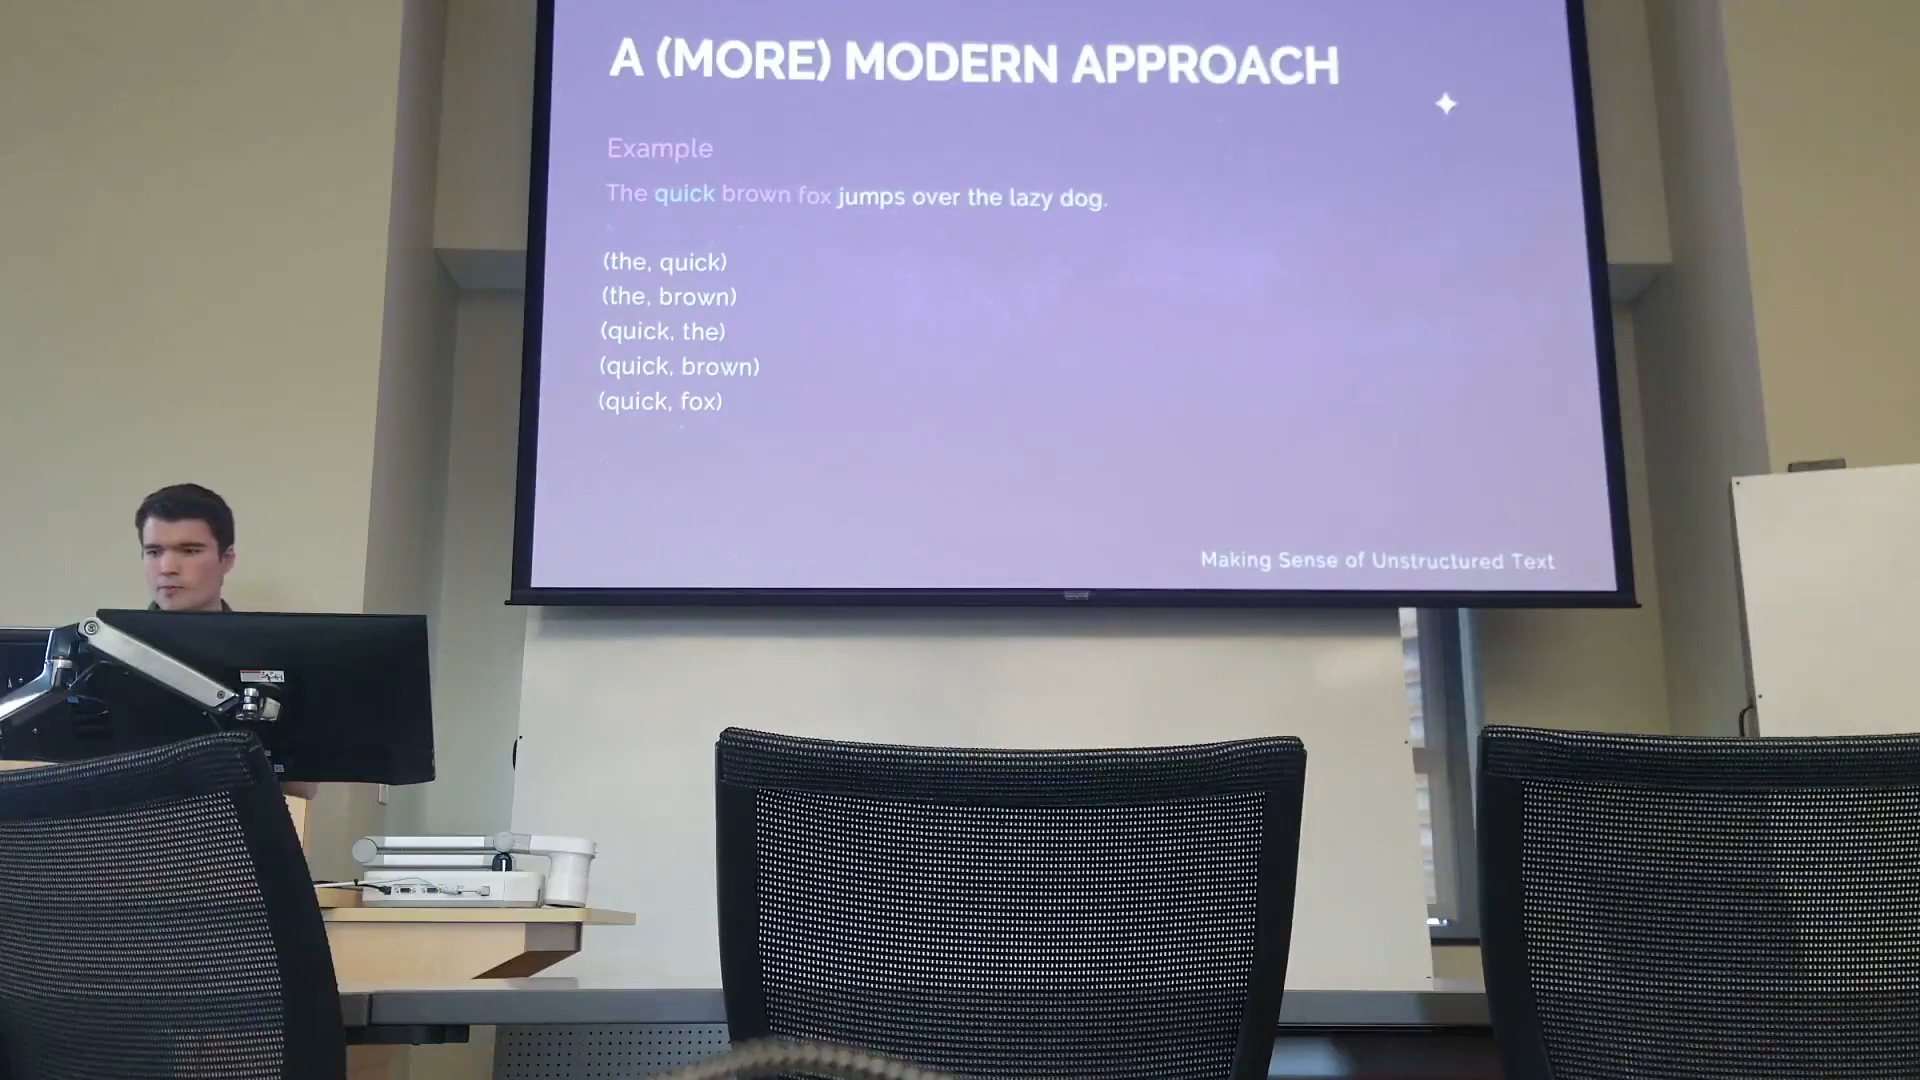 A (MORE) MODERN APPROACH
Example
The quick brown fox jumps over the lazy dog.
(the, quick)
(the, brown)
(quick, the)
(quick, brown)
(quick, fox)
Making Sense of Unstructured Text